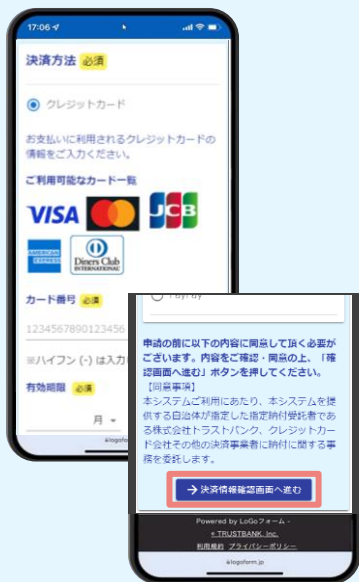 17:06
決済方法 必須
クレジットカード
お支払いに利用されるクレジットカードの
情報をご入力ください。
ご利用可能なカード一覧
VISA
JCB
AMERICAN
EXPRESS
Diners Club
INTERNATIONAL
カード番号 必須
1234567890123456
※ハイフン (-) は入力
有効期限 必須
月
PayPay
申請の前に以下の内容に同意して頂く必要が
ございます。内容をご確認・同意の上、「確
認画面へ進む」ボタンを押してください。
【同意事項】
本システムご利用にあたり、本システムを提
供する自治体が指定した指定納付受託者であ
る株式会社トラストバンク、クレジットカー
ド会社その他の決済事業者に納付に関する事
務を委託します。
→ 決済情報確認画面へ進む
Powered by LoGoフォーム -
TRUSTBANK, Inc.
利用規約 プライバシーポリシー
logoform.jp